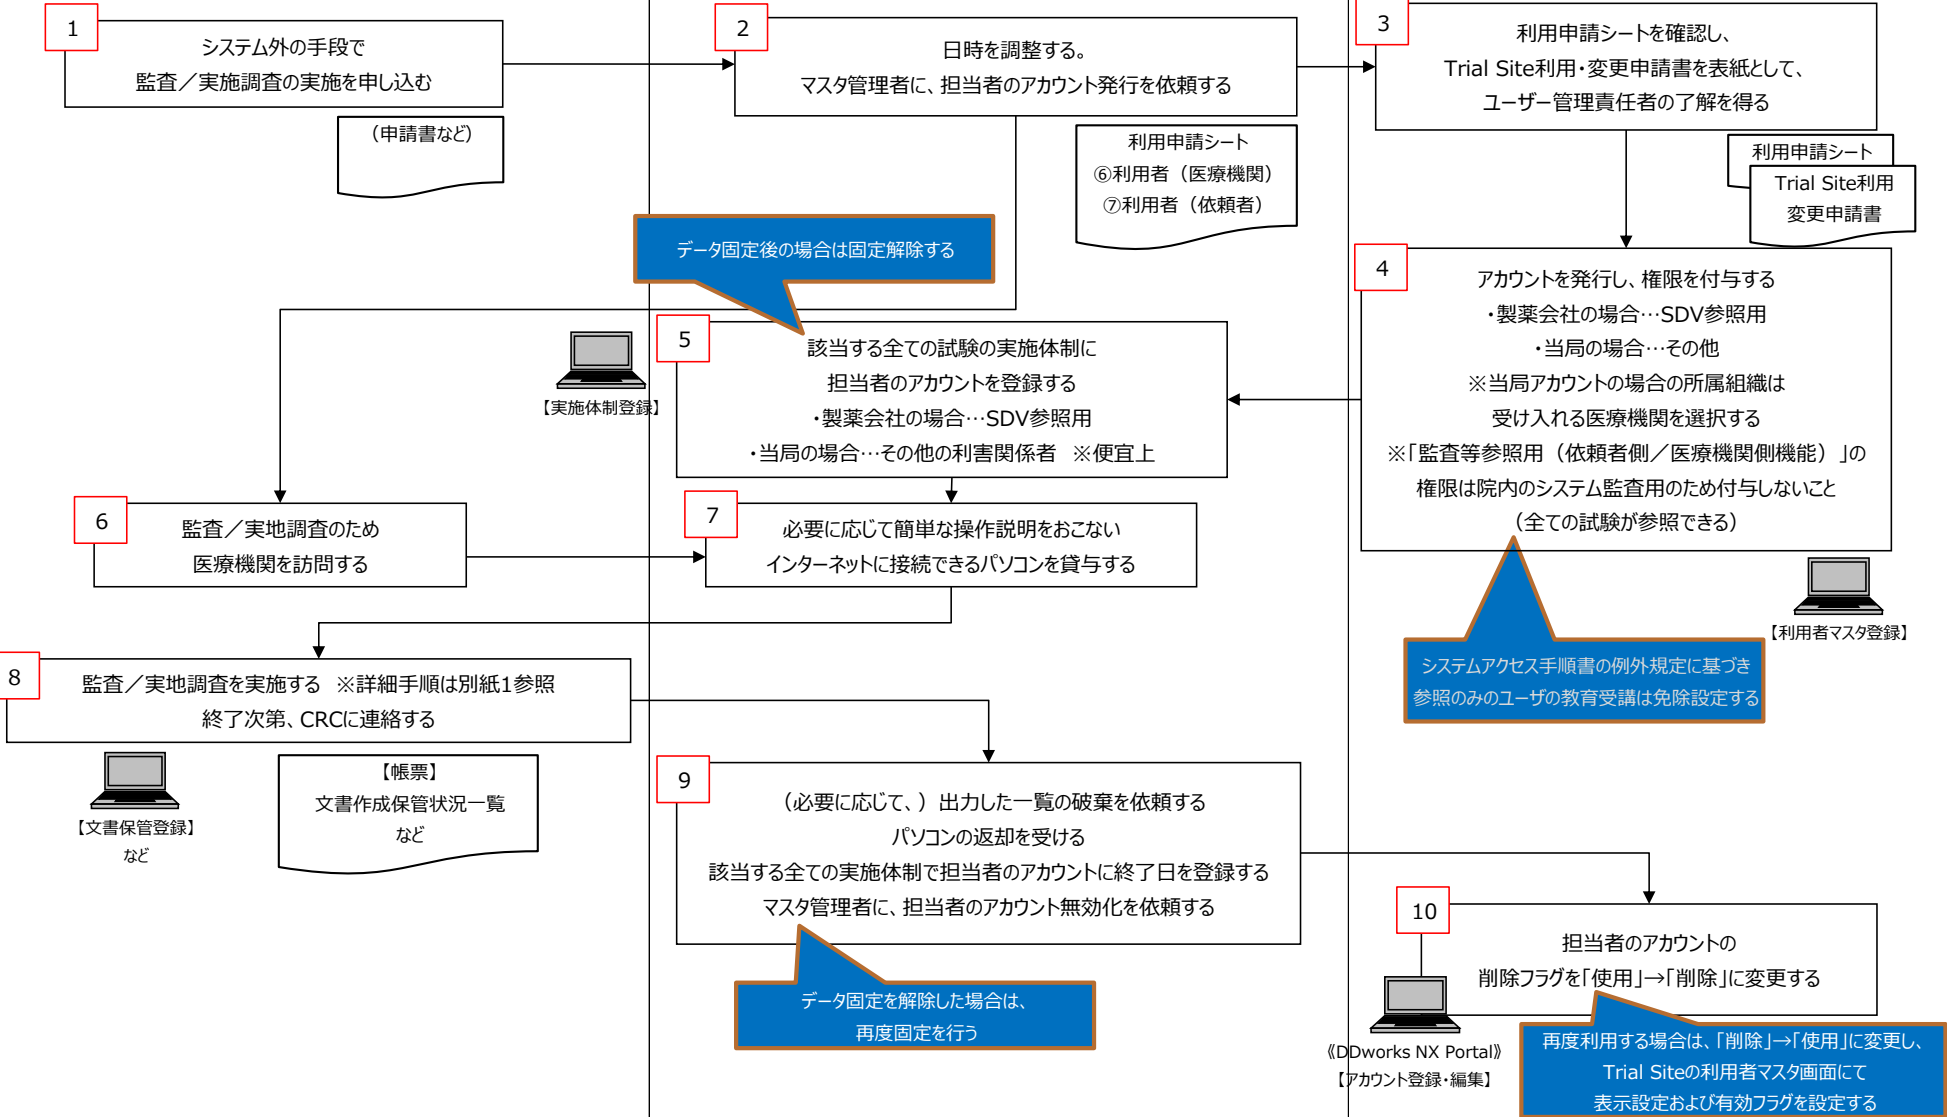 1
システム外の手段で
監査／実施調査の実施を申し込む
（申請書など）
2
日時を調整する。
マスタ管理者に、担当者のアカウント発行を依頼する
利用申請シート
⑥利用者（医療機関）
⑦利用者（依頼者）
3
利用申請シートを確認し、
Trial Site利用・変更申請書を表紙として、
ユーザー管理責任者の了解を得る
利用申請シート
Trial Site利用
変更申請書
4
アカウントを発行し、権限を付与する
・製薬会社の場合…SDV参照用
・当局の場合…その他
※当局アカウントの場合の所属組織は
受け入れる医療機関を選択する
※「監査等参照用（依頼者側／医療機関側機能）」の
権限は院内のシステム監査用のため付与しないこと
（全ての試験が参照できる）
【利用者マスタ登録】
システムアクセス手順書の例外規定に基づき
参照のみのユーザの教育受講は免除設定する
データ固定後の場合は固定解除する
5
該当する全ての試験の実施体制に
担当者のアカウントを登録する
・製薬会社の場合…SDV参照用
・当局の場合…その他の利害関係者　※便宜上
【実施体制登録】
6
監査／実地調査のため
医療機関を訪問する
7
必要に応じて簡単な操作説明をおこない
インターネットに接続できるパソコンを貸与する
8
監査／実地調査を実施する　※詳細手順は別紙1参照
終了次第、CRCに連絡する
【文書保管登録】
など
【帳票】
文書作成保管状況一覧
など
9
（必要に応じて、）出力した一覧の破棄を依頼する
パソコンの返却を受ける
該当する全ての実施体制で担当者のアカウントに終了日を登録する
マスタ管理者に、担当者のアカウント無効化を依頼する
データ固定を解除した場合は、
再度固定を行う
10
担当者のアカウントの
削除フラグを「使用」→「削除」に変更する
《DDworks NX Portal》
【アカウント登録・編集】
再度利用する場合は、「削除」→「使用」に変更し、
Trial Siteの利用者マスタ画面にて
表示設定および有効フラグを設定する